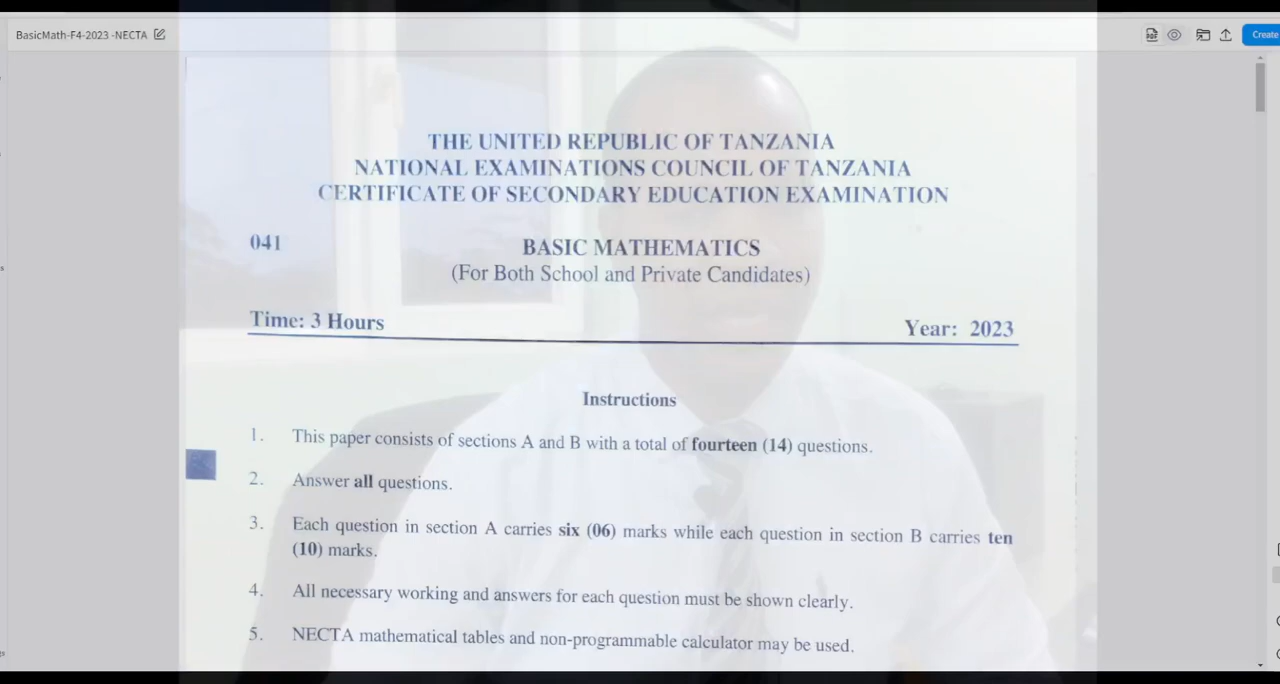 BasicMath-F4-2023 -NECTA
Create
THE UNITED REPUBLIC OF TANZANIA
NATIONAL EXAMINATIONS COUNCIL OF TANZANIA
CERTIFICATE OF SECONDARY EDUCATION EXAMINATION
041
BASIC MATHEMATICS
(For Both School and Private Candidates)
Time: 3 Hours
Year: 2023
Instructions
1. This paper consists of sections A and B with a total of fourteen (14) questions.
2. Answer all questions.
3. Each question in section A carries six (06) marks while each question in section B carries ten
(10) marks.
4. All necessary working and answers for each question must be shown clearly.
5. NECTA mathematical tables and non-programmable calculator may be used.